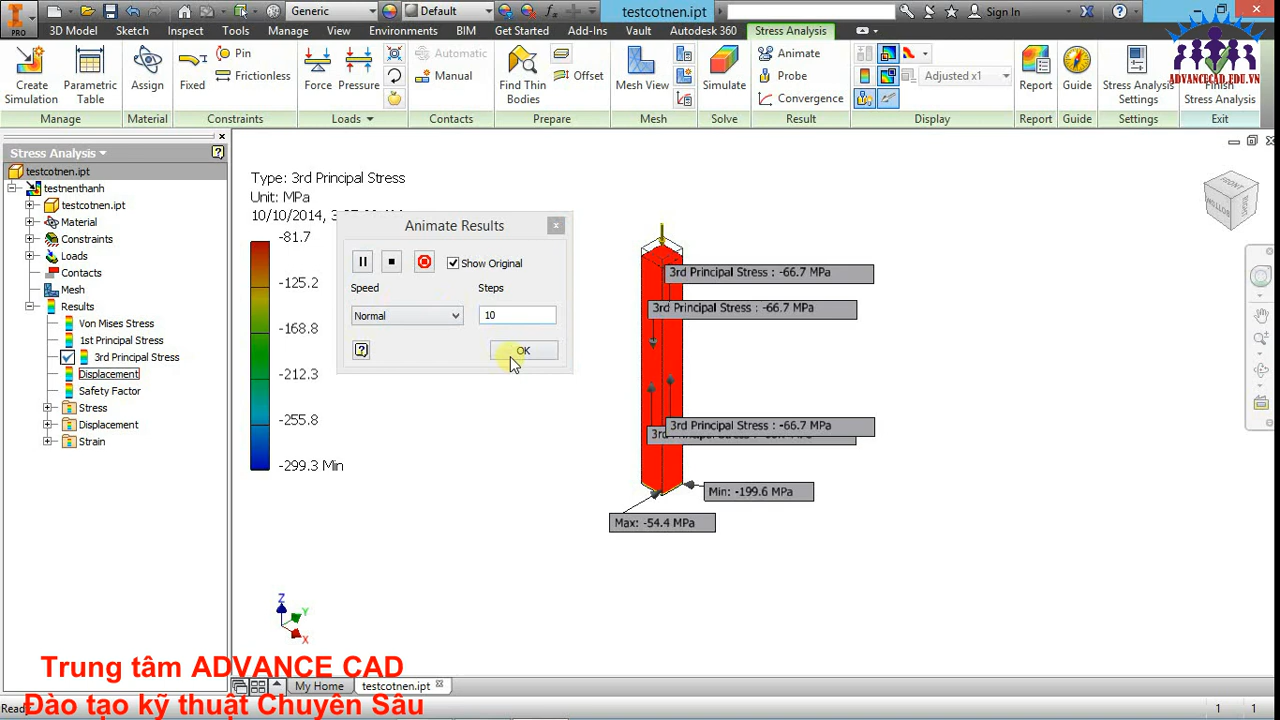 Generic
Default
testcotnen.ipt
Sign In
ADVANCECAD.EDU.VN
PRO
3D Model Sketch Inspect Tools Manage View Environments BIM Get Started Add-Ins Vault Autodesk 360 Stress Analysis
Create Simulation
Parametric Table
Assign
Fixed
Pin
Frictionless
Force
Pressure
Automatic
Manual
Find Thin Bodies
Offset
Mesh View
Simulate
Animate
Probe
Convergence
Adjusted x1
Report
Guide
Stress Analysis Settings
Finish Stress Analysis
Manage Material Constraints Loads Contacts Prepare Mesh Solve Result Display Report Guide Settings Exit
Stress Analysis
testcotnen.ipt
testnenthanh
testcotnen.ipt
Material
Constraints
Loads
Contacts
Mesh
Results
Von Mises Stress
1st Principal Stress
3rd Principal Stress
Displacement
Safety Factor
Stress
Displacement
Strain
Type: 3rd Principal Stress
Unit: MPa
10/10/2014,
-81.7
-125.2
-168.8
-212.3
-255.8
-299.3 Min
Animate Results
Show Original
Speed
Steps
Normal
10
OK
3rd Principal Stress : -66.7 MPa
3rd Principal Stress : -66.7 MPa
3rd Principal Stress : -66.7 MPa
Min: -199.6 MPa
Max: -54.4 MPa
FRONT
BOTTOM
Z
Y
X
Trung tâm ADVANCE CAD
Đào tạo kỹ thuật Chuyên Sâu
My Home
testcotnen.ipt
Ready
1 1